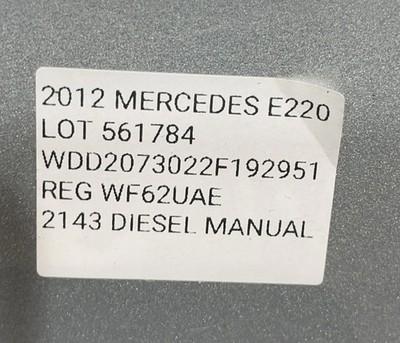 2012 MERCEDES E220
LOT 561784
WDD2073022F192951
REG WF62UAE
2143 DIESEL MANUAL